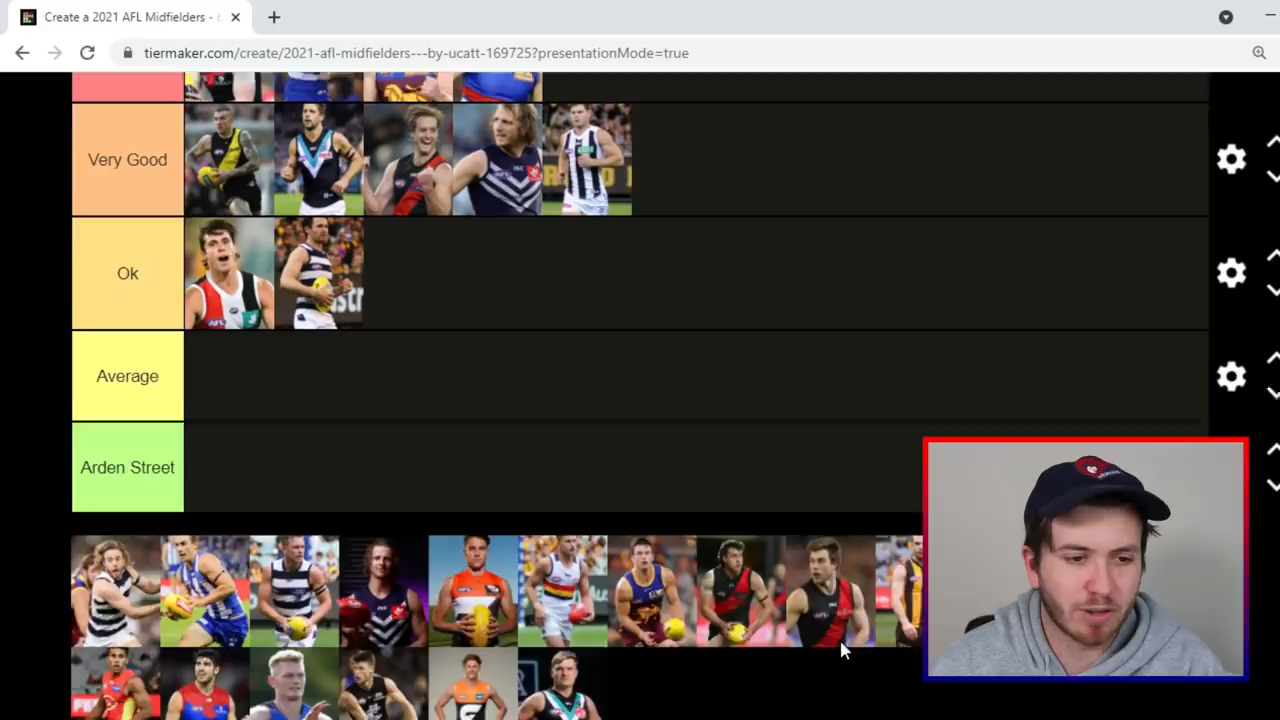 Create a 2021 AFL Midfielders -
tiermaker.com/create/2021-afl-midfielders---by-ucatt-169725?presentationMode=true
Very Good
Ok
Average
Arden Street